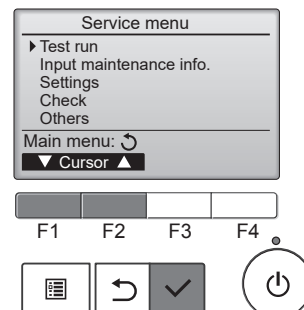 Service menu
Test run
Input maintenance info.
Settings
Check
Others
Main menu:
▼ Cursor ▲
F1 F2 F3 F4